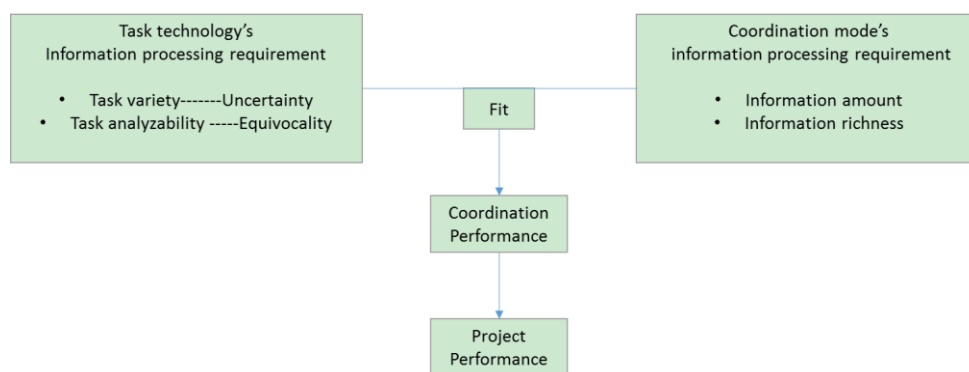 Task technology's
Information processing requirement
• Task variety-------Uncertainty
• Task analyzability -----Equivocality
Coordination mode's
information processing requirement
• Information amount
• Information richness
Fit
Coordination
Performance
Project
Performance